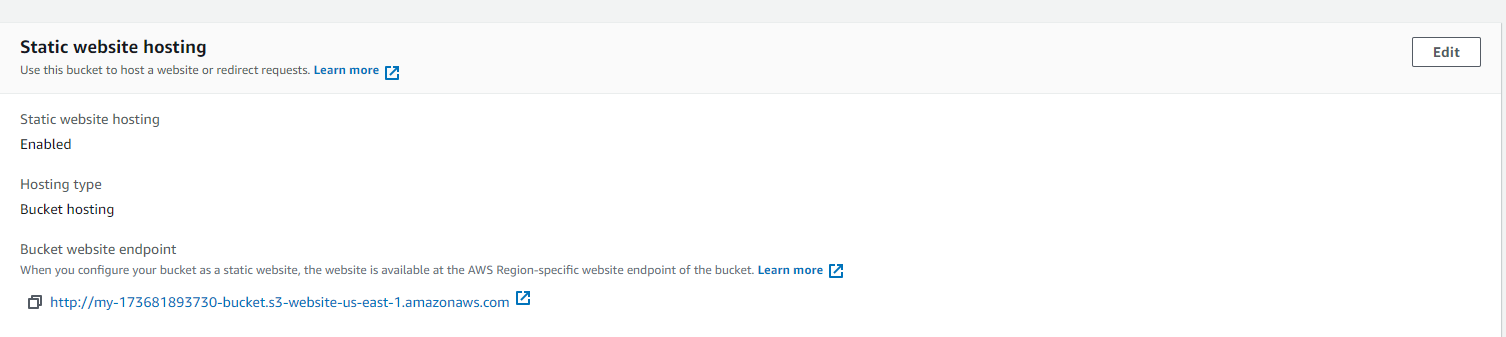 Static website hosting
Edit
Use this bucket to host a website or redirect requests. Learn more
Static website hosting
Enabled
Hosting type
Bucket hosting
Bucket website endpoint
When you configure your bucket as a static website, the website is available at the AWS Region-specific website endpoint of the bucket. Learn more
http://my-173681893730-bucket.s3-website-us-east-1.amazonaws.com